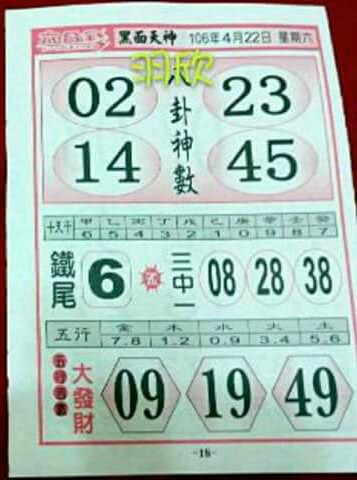 六合彩 黑面天神 106年4月22日 星期六
羽欣
02 八卦神數 23
14 45
十天干 甲 乙 丙 丁 戊 己 庚 辛 壬 癸
6 5 4 3 2 1 0 9 8 7
鐵尾 6 三中一 08 28 38
五行 金 木 水 火 土
7.8 1.2 0.9 3.4 5.6
大發財 09 19 49
-18-